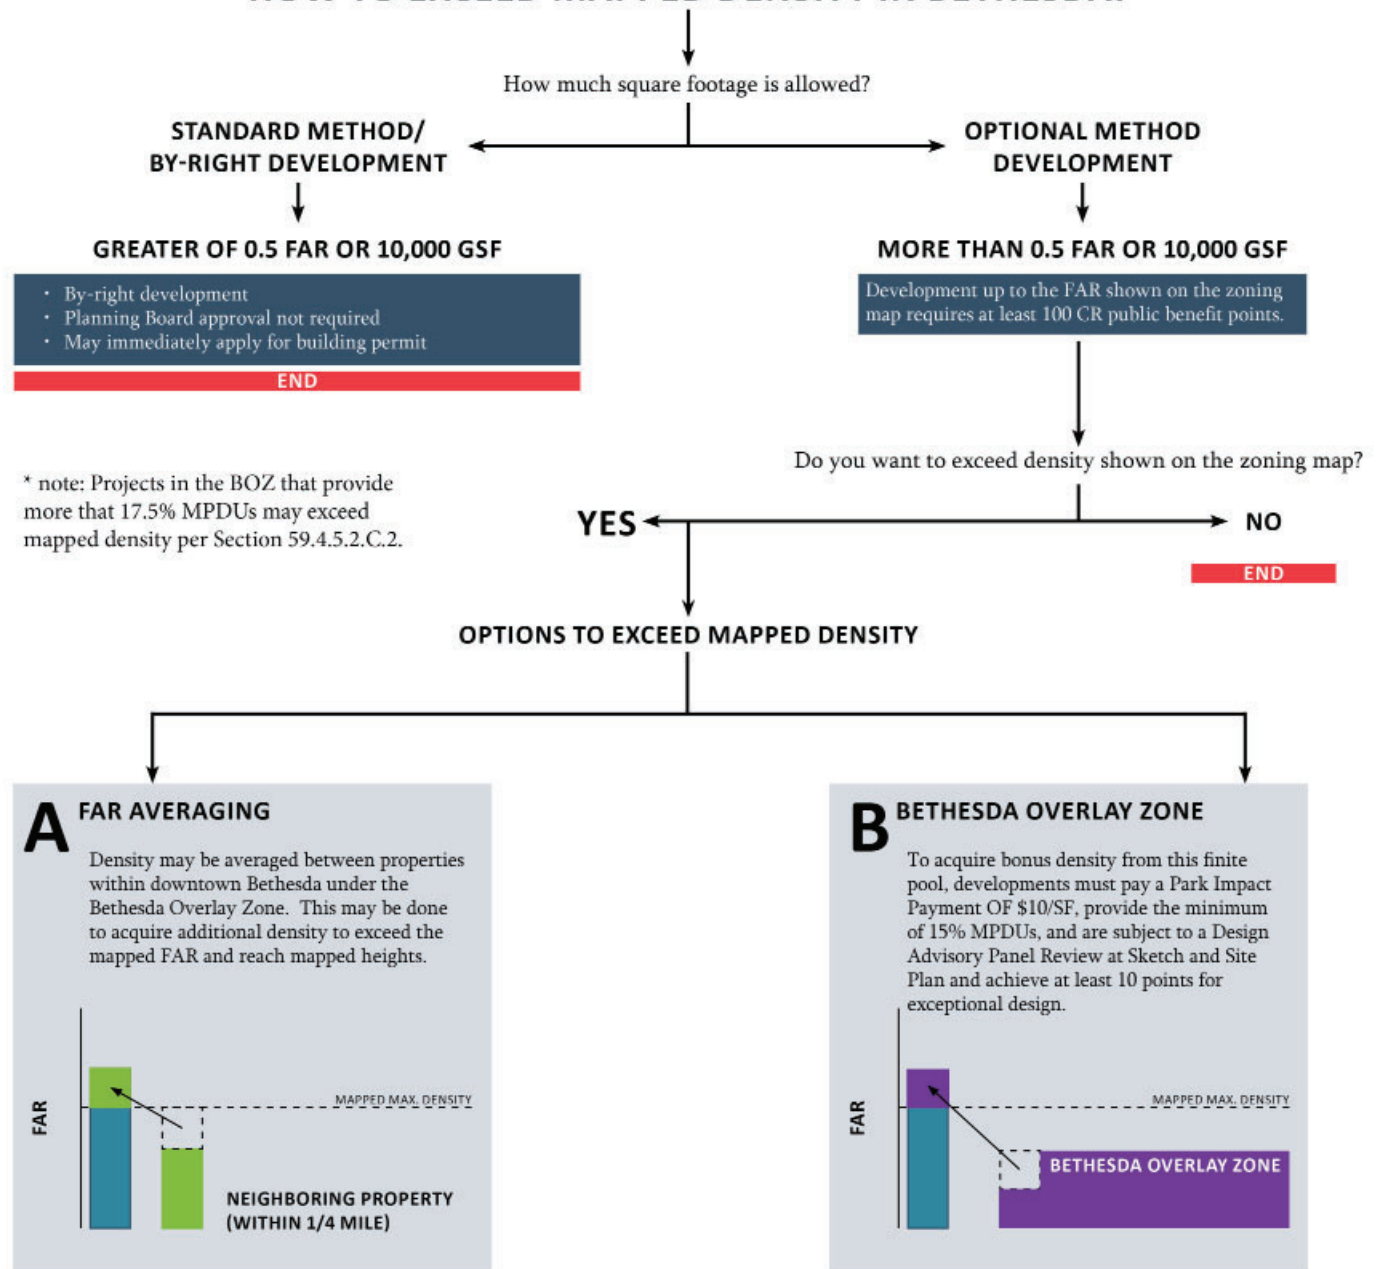 How much square footage is allowed?
STANDARD METHOD/
BY-RIGHT DEVELOPMENT
OPTIONAL METHOD
DEVELOPMENT
GREATER OF 0.5 FAR OR 10,000 GSF
MORE THAN 0.5 FAR OR 10,000 GSF
• By-right development
• Planning Board approval not required
• May immediately apply for building permit
END
Development up to the FAR shown on the zoning
map requires at least 100 CR public benefit points.
Do you want to exceed density shown on the zoning map?
* note: Projects in the BOZ that provide
more that 17.5% MPDUs may exceed
mapped density per Section 59.4.5.2.C.2.
YES
NO
END
OPTIONS TO EXCEED MAPPED DENSITY
A FAR AVERAGING
Density may be averaged between properties
within downtown Bethesda under the
Bethesda Overlay Zone. This may be done
to acquire additional density to exceed the
mapped FAR and reach mapped heights.
FAR
MAPPED MAX. DENSITY
NEIGHBORING PROPERTY
(WITHIN 1/4 MILE)
B BETHESDA OVERLAY ZONE
To acquire bonus density from this finite
pool, developments must pay a Park Impact
Payment OF $10/SF, provide the minimum
of 15% MPDUs, and are subject to a Design
Advisory Panel Review at Sketch and Site
Plan and achieve at least 10 points for
exceptional design.
FAR
MAPPED MAX. DENSITY
BETHESDA OVERLAY ZONE